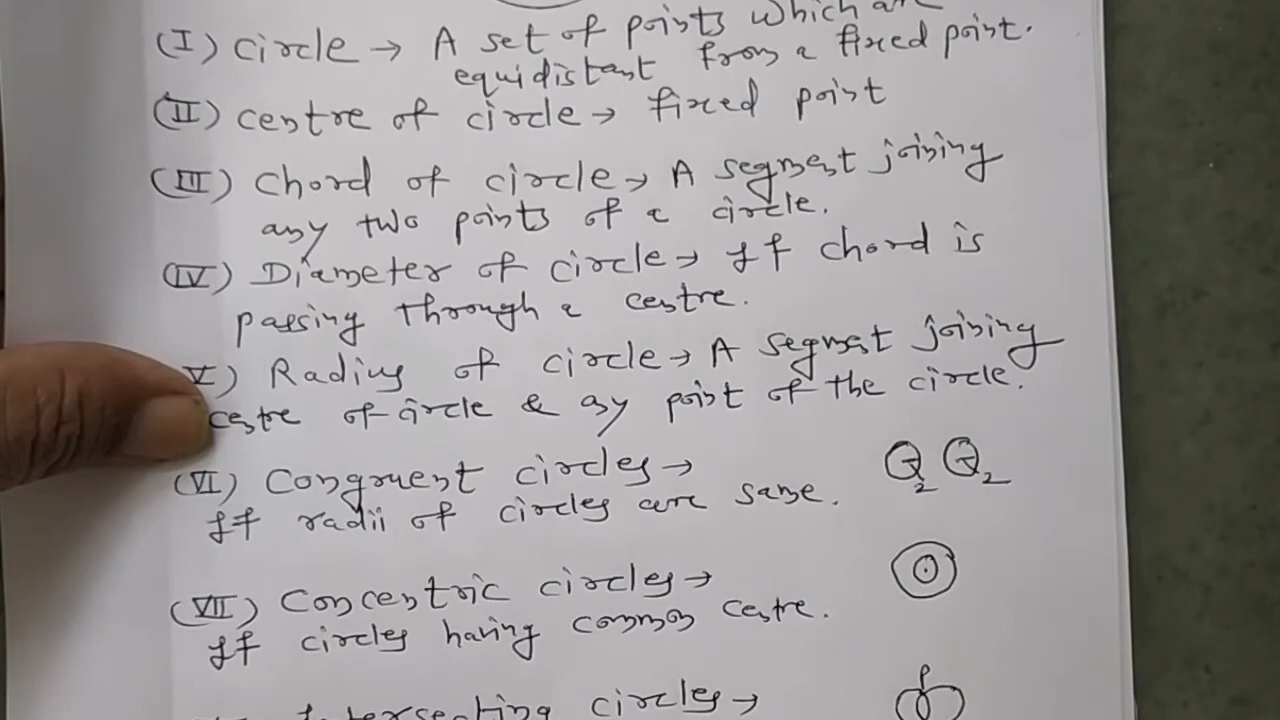 (I) circle → A set of points which are
equidistant from a fixed point.
(II) centre of circle → fixed point
(III) chord of circle → A segment joining
any two points of a circle.
(IV) Diameter of circle → If chord is
passing through a centre.
V) Radius of circle → A segment joining
centre of circle & any point of the circle.
(VI) Congruent circles →
If radii of circles are same.
2 2
(VII) Concentric circles →
If circles having common centre.
Intersecting circles →
P